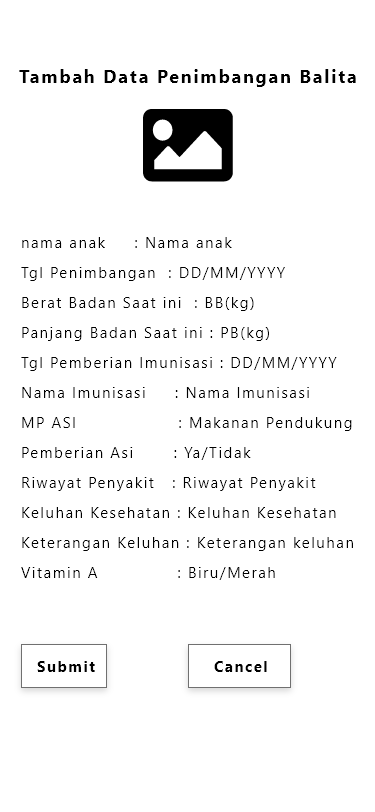 Tambah Data Penimbangan Balita
nama anak : Nama anak
Tgl Penimbangan : DD/MM/YYYY
Berat Badan Saat ini : BB(kg)
Panjang Badan Saat ini : PB(kg)
Tgl Pemberian Imunisasi : DD/MM/YYYY
Nama Imunisasi : Nama Imunisasi
MP ASI : Makanan Pendukung
Pemberian Asi : Ya/Tidak
Riwayat Penyakit : Riwayat Penyakit
Keluhan Kesehatan : Keluhan Kesehatan
Keterangan Keluhan : Keterangan keluhan
Vitamin A : Biru/Merah
Submit Cancel